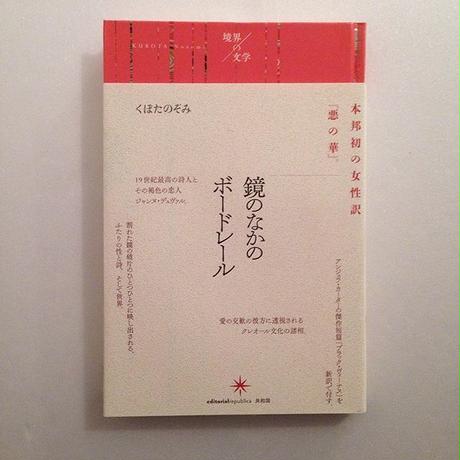 KUBOTA Nozomi
境界
の
文学
くぼたのぞみ
本邦初の女性訳
『悪の華』。
19世紀最高の詩人と
その褐色の恋人
ジャンヌ・デュヴァル。
鏡のなかの
ボードレール
アンジェラ・カーターの傑作短篇「ブラック・ヴィーナス」を
新訳で付す。
割れた鏡の破片のひとつひとつに映し出される、
ふたりの性と詩、そして世界。
愛の交歓の彼方に透視される
クレオール文化の諸相。
editorialrepublica 共和国